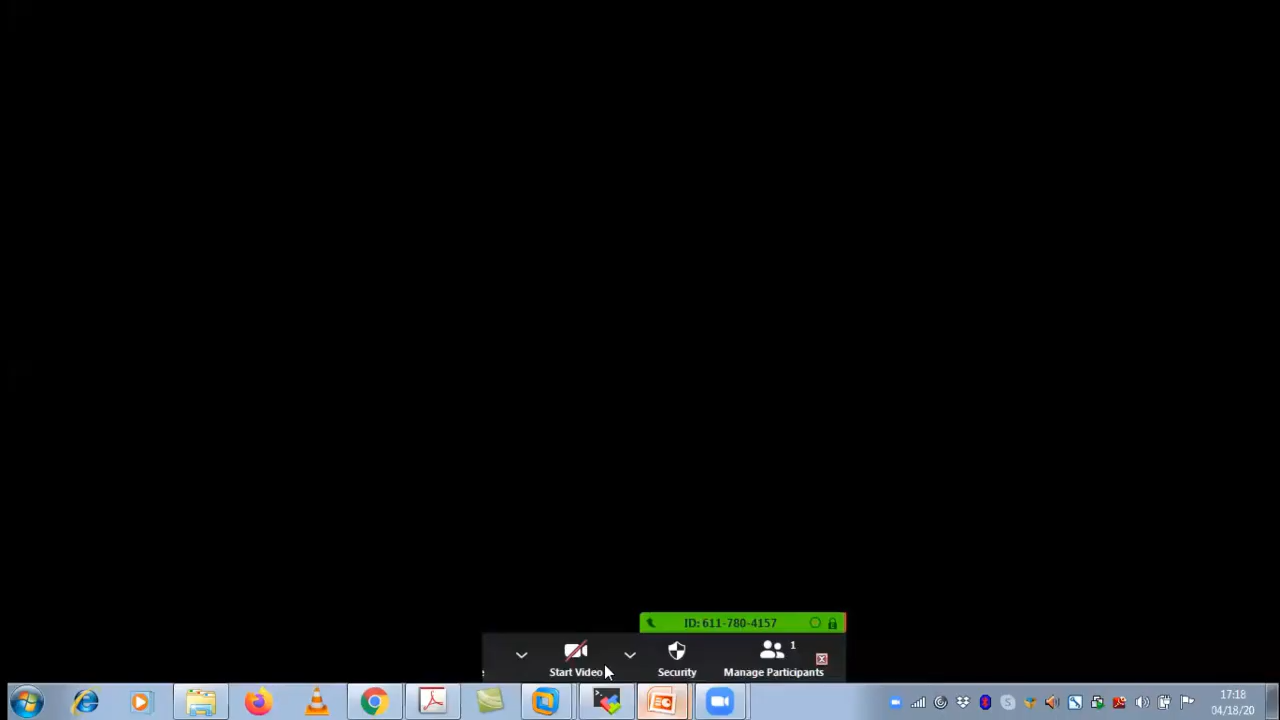 ID: 611-780-4157
1
Start Video
Security
Manage Participants
17:18
04/18/20